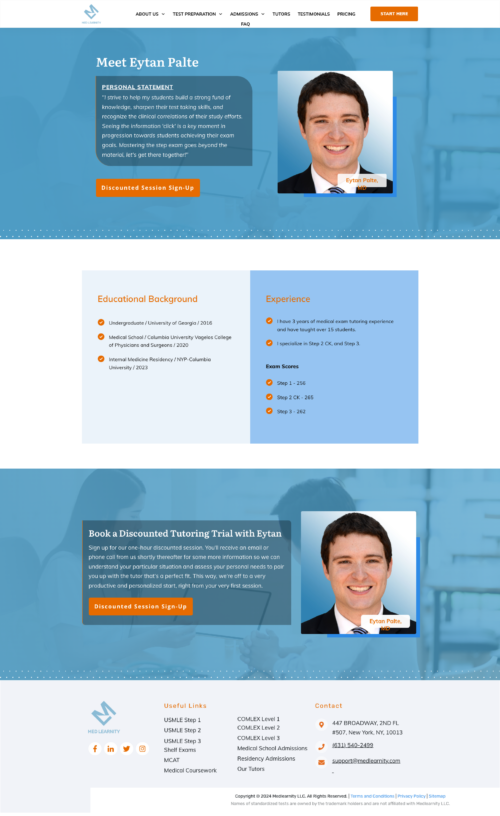 ABOUT US
TEST PREPARATION
ADMISSIONS
TUTORS
TESTIMONIALS
PRICING
FAQ
START HERE
MED LEARNITY
Meet Eytan Palte
PERSONAL STATEMENT
"I strive to help my students build a strong fund of
knowledge, sharpen their test taking skills, and
recognize the clinical correlations of their study efforts.
Seeing the information 'click' is a key moment in
progression towards students achieving their exam
goals. Mastering the step exam goes beyond the
material, let's get there together!"
Discounted Session Sign-Up
Eytan Palte,
MD
Educational Background
Undergraduate / University of Georgia / 2016
Medical School / Columbia University Vagelos College
of Physicians and Surgeons / 2020
Internal Medicine Residency / NYP-Columbia
University / 2023
Experience
I have 3 years of medical exam tutoring experience
and have taught over 15 students.
I specialize in Step 2 CK, and Step 3.
Exam Scores
Step 1 - 256
Step 2 CK - 265
Step 3 - 262
Book a Discounted Tutoring Trial with Eytan
Sign up for our one-hour discounted session. You'll receive an email or
phone call from us shortly thereafter for some more information so we can
understand your particular situation and assess your personal needs to pair
you up with the tutor that's a perfect fit. This way, we're off to a very
productive and personalized start, right from your very first session.
Discounted Session Sign-Up
Eytan Palte,
MD
MED LEARNITY
Useful Links
USMLE Step 1
USMLE Step 2
USMLE Step 3
Shelf Exams
MCAT
Medical Coursework
COMLEX Level 1
COMLEX Level 2
COMLEX Level 3
Medical School Admissions
Residency Admissions
Our Tutors
Contact
447 BROADWAY, 2ND FL
#507, New York, NY, 10013
(631) 540-2499
support@medlearnity.com
.
Copyright © 2024 Medlearnity LLC. All Rights Reserved. | Terms and Conditions | Privacy Policy | Sitemap
Names of standardized tests are owned by the trademark holders and are not affiliated with Medlearnity LLC.